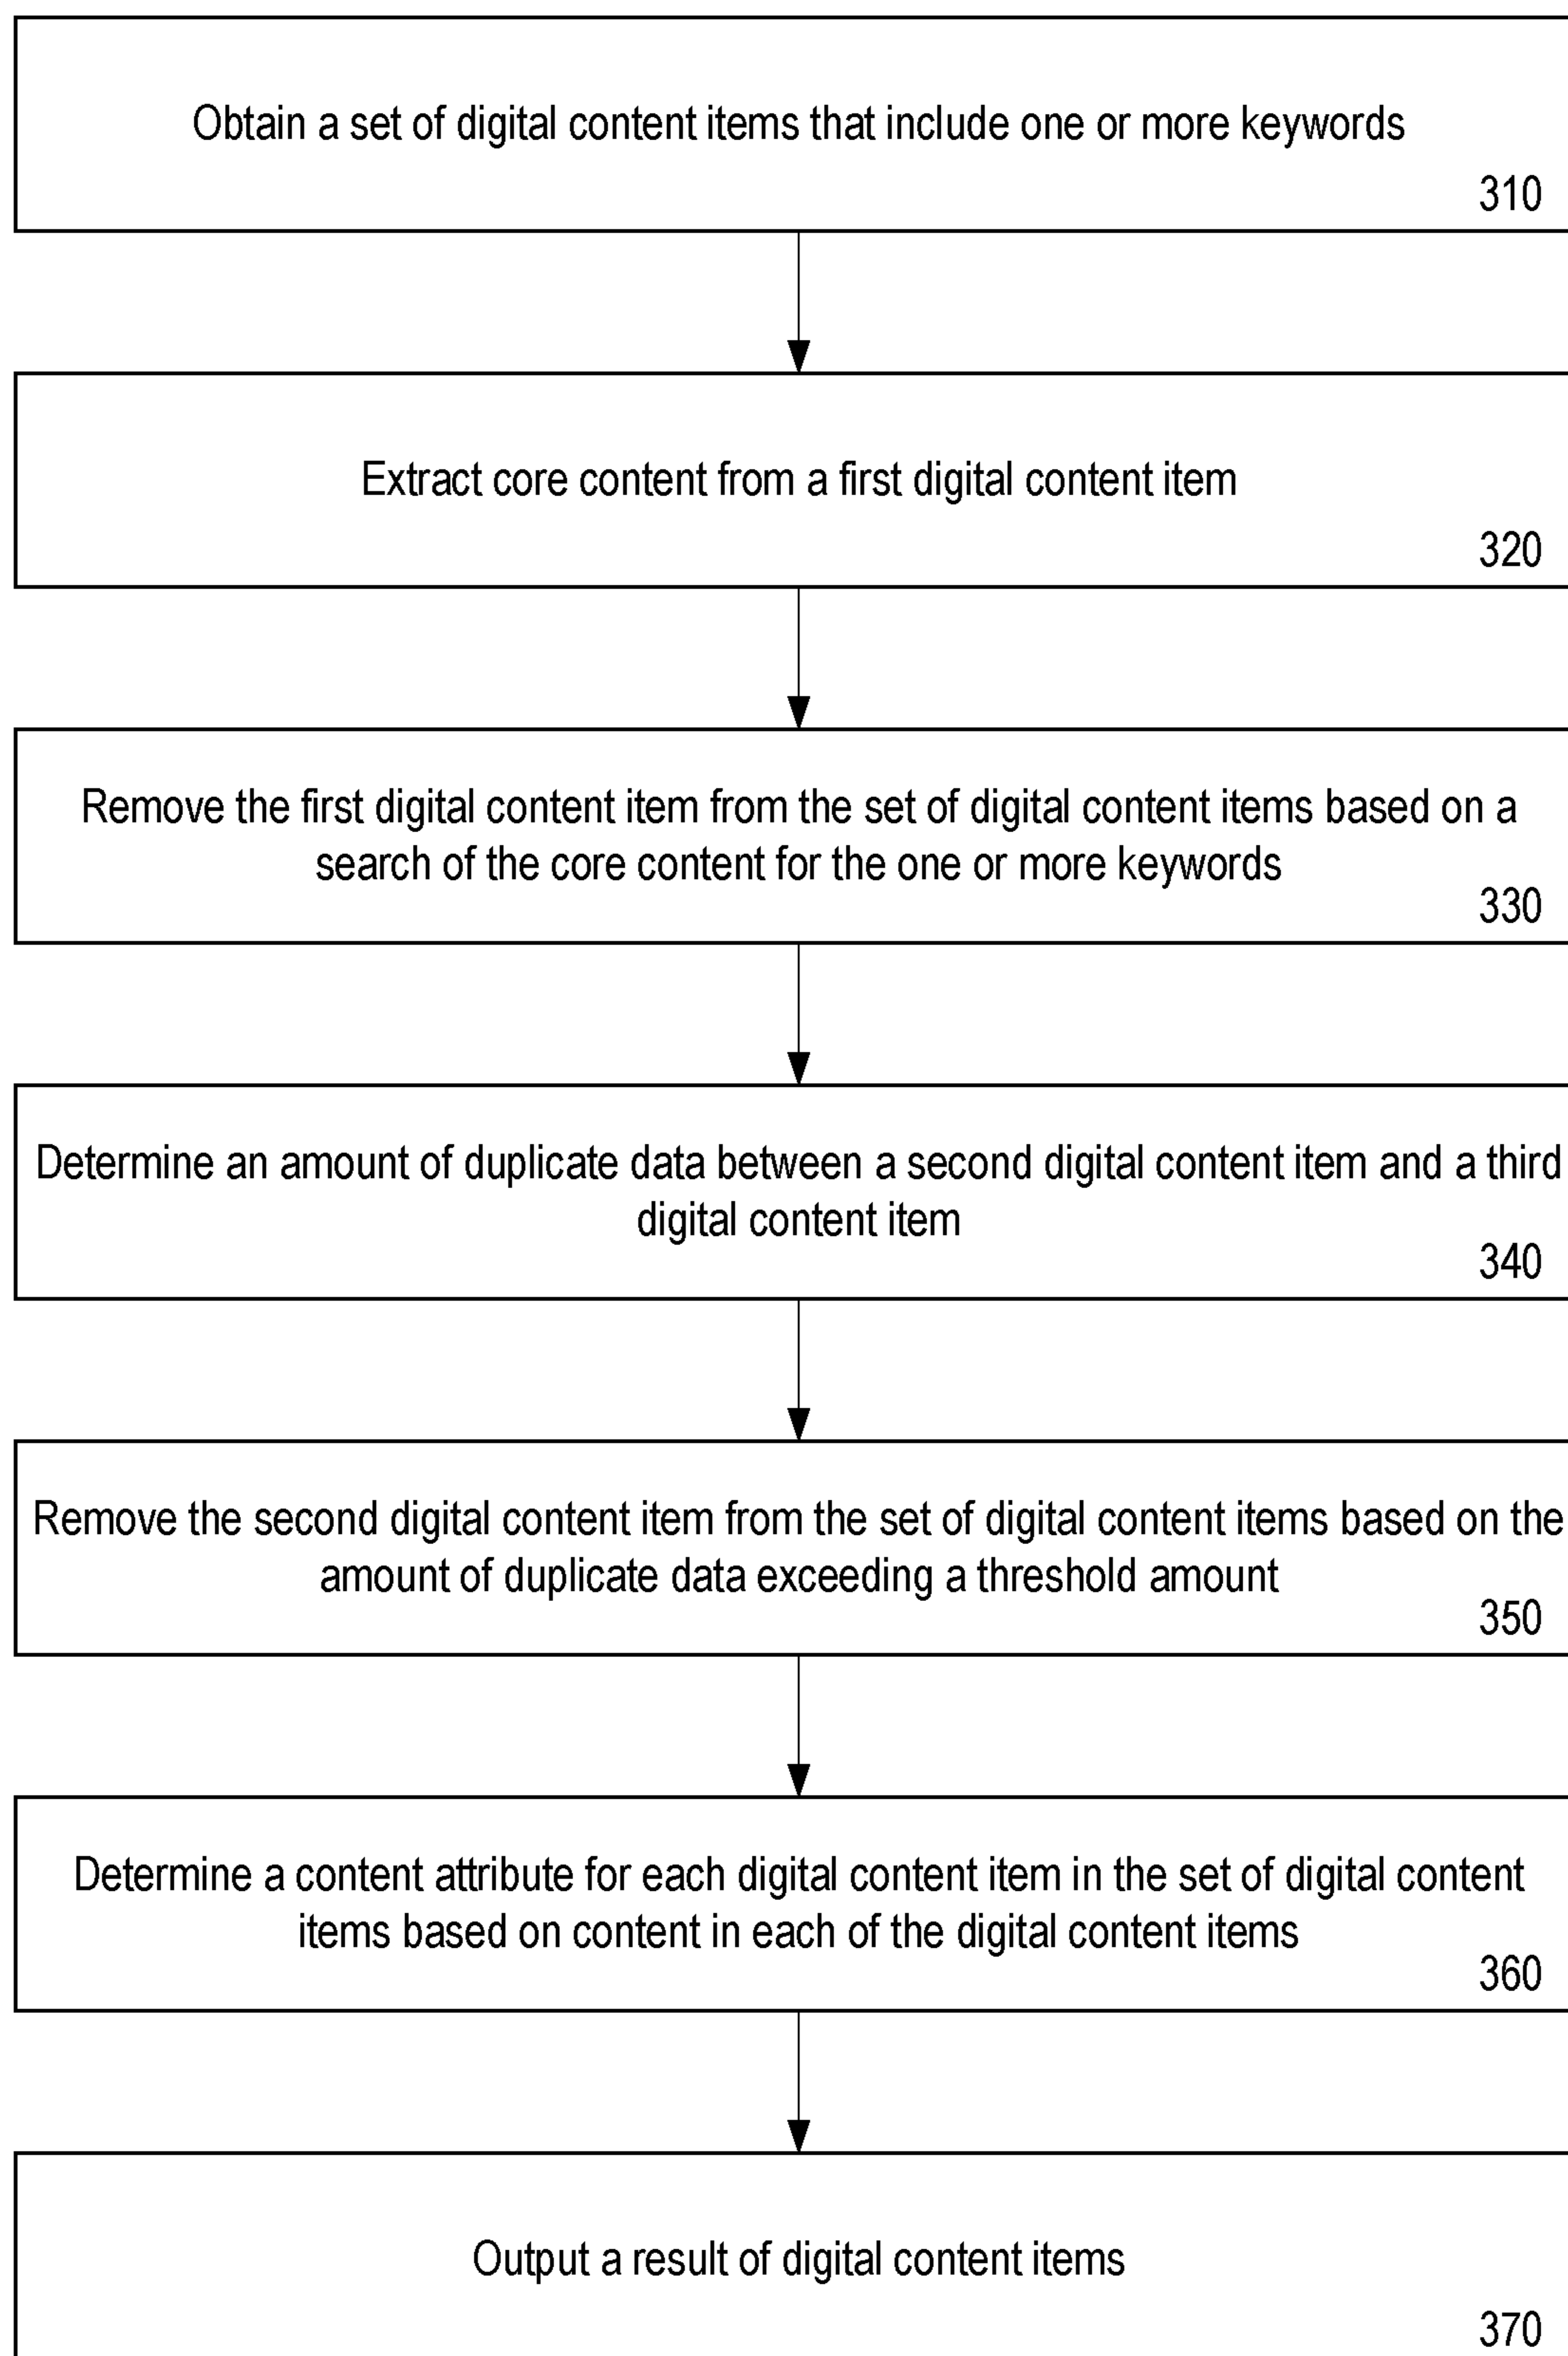 Obtain a set of digital content items that include one or more keywords
310
Extract core content from a first digital content item
320
Remove the first digital content item from the set of digital content items based on a
search of the core content for the one or more keywords
330
Determine an amount of duplicate data between a second digital content item and a third
digital content item
340
Remove the second digital content item from the set of digital content items based on the
amount of duplicate data exceeding a threshold amount
350
Determine a content attribute for each digital content item in the set of digital content
items based on content in each of the digital content items
360
Output a result of digital content items
370